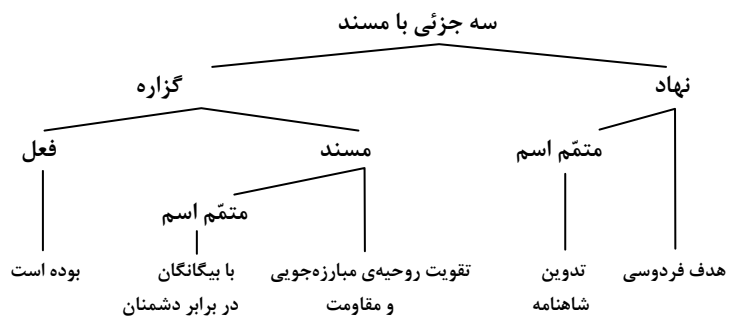 سه جزئی با مسند
نهاد
گزاره
متمّم اسم
مسند
فعل
متمّم اسم
هدف فردوسی
تدوین
شاهنامه
تقویت روحیه‌ی مبارزه‌جویی
و مقاومت
با بیگانگان
در برابر دشمنان
بوده است